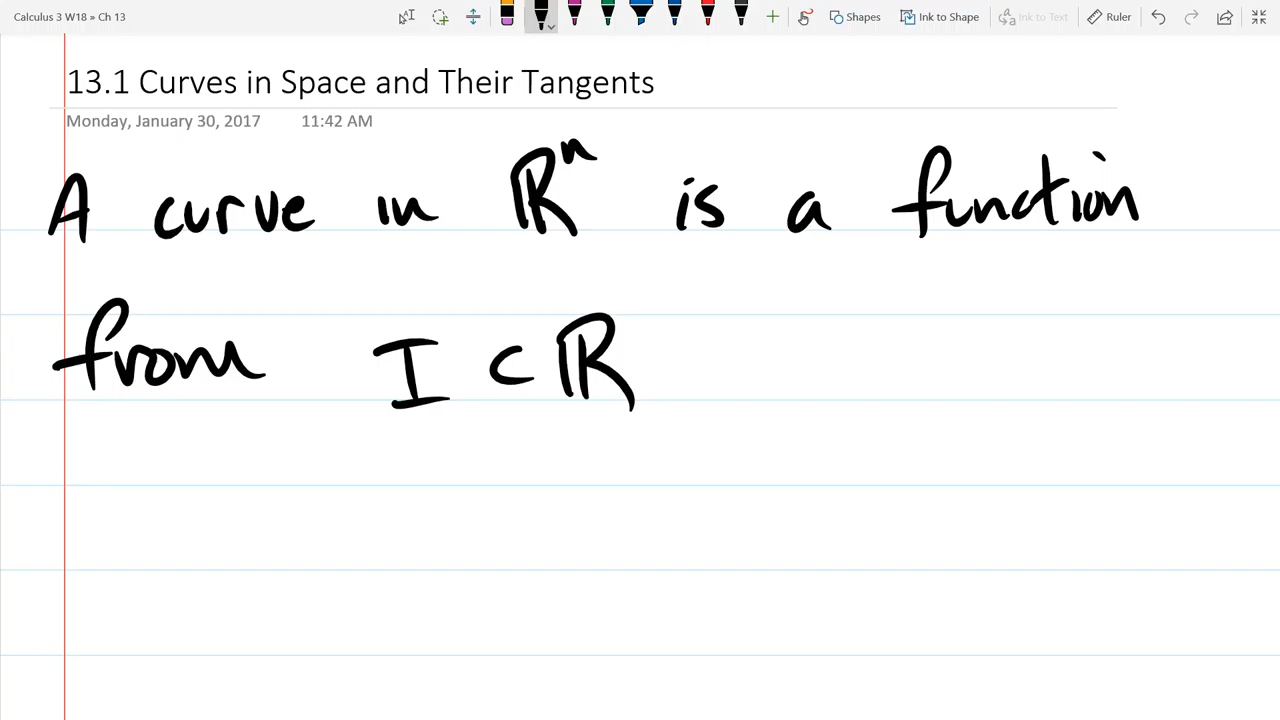 Calculus 3 W18 » Ch 13
Shapes
Ink to Shape
Ink to Text
Ruler
13.1 Curves in Space and Their Tangents
Monday, January 30, 2017 11:42 AM
A curve in ℝⁿ is a function
from I ⊂ ℝ